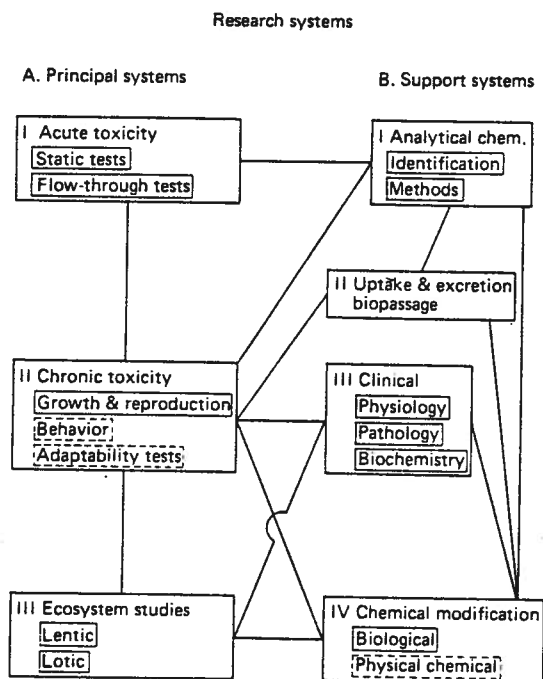 Research systems
A. Principal systems
B. Support systems
I Acute toxicity
Static tests
Flow-through tests
I Analytical chem.
Identification
Methods
II Uptake & excretion
biopassage
II Chronic toxicity
Growth & reproduction
Behavior
Adaptability tests
III Clinical
Physiology
Pathology
Biochemistry
III Ecosystem studies
Lentic
Lotic
IV Chemical modification
Biological
Physical chemical